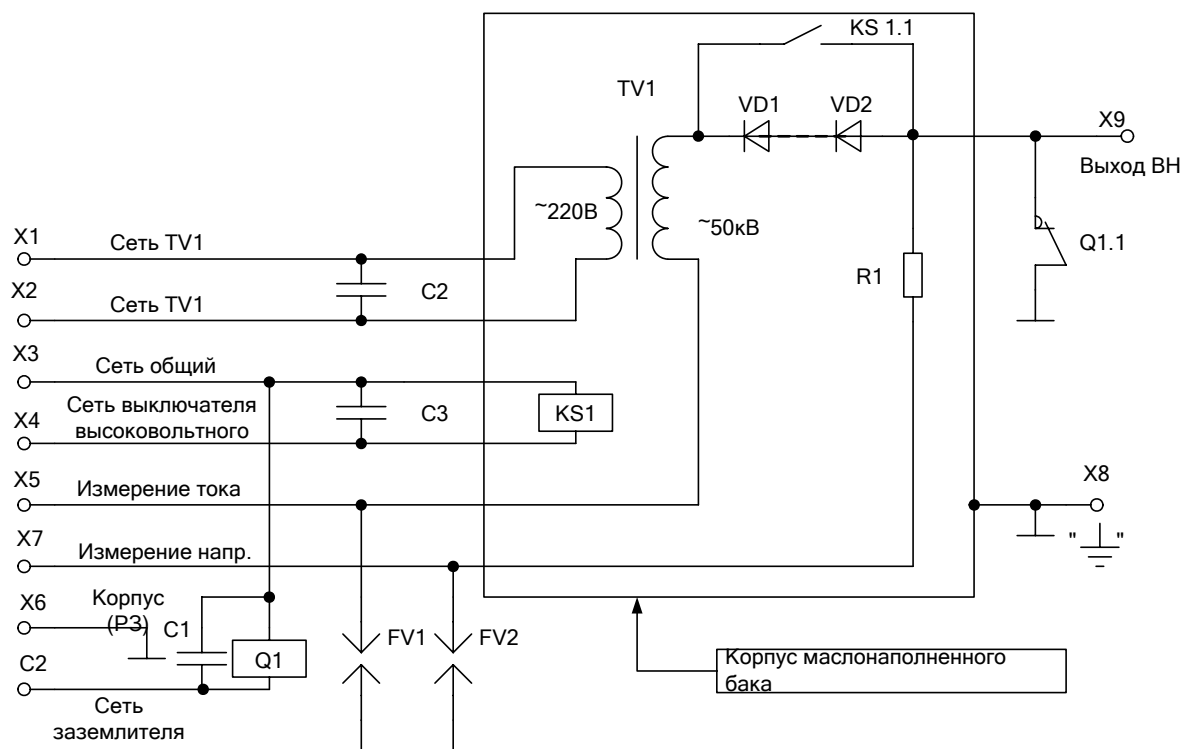 KS 1.1
TV1
VD1
VD2
X9
Выход ВН
~220В
~50кВ
Q1.1
X1
Сеть TV1
X2
Сеть TV1
C2
R1
X3
Сеть общий
X4
Сеть выключателя
высоковольтного
C3
KS1
X5
Измерение тока
X8
" "
X7
Измерение напр.
X6
Корпус
(РЗ)
C1
C2
Q1
FV1
FV2
Сеть
заземлителя
Корпус маслонаполненного
бака